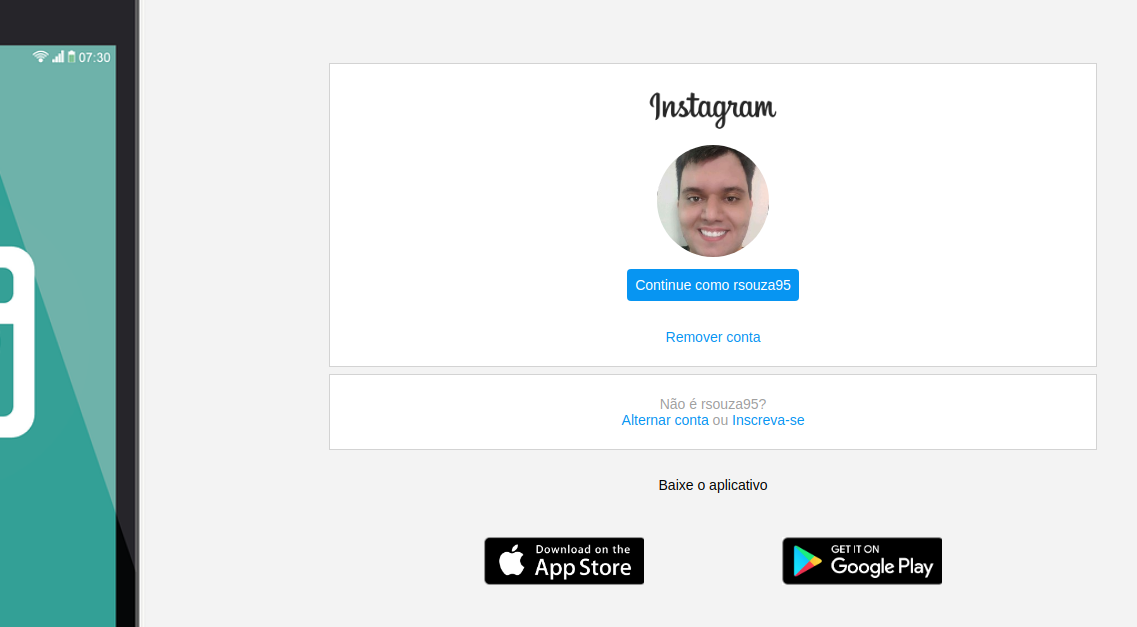 07:30
Instagram
Continue como rsouza95
Remover conta
Não é rsouza95?
Alternar conta ou Inscreva-se
Baixe o aplicativo
Download on the
App Store
GET IT ON
Google Play